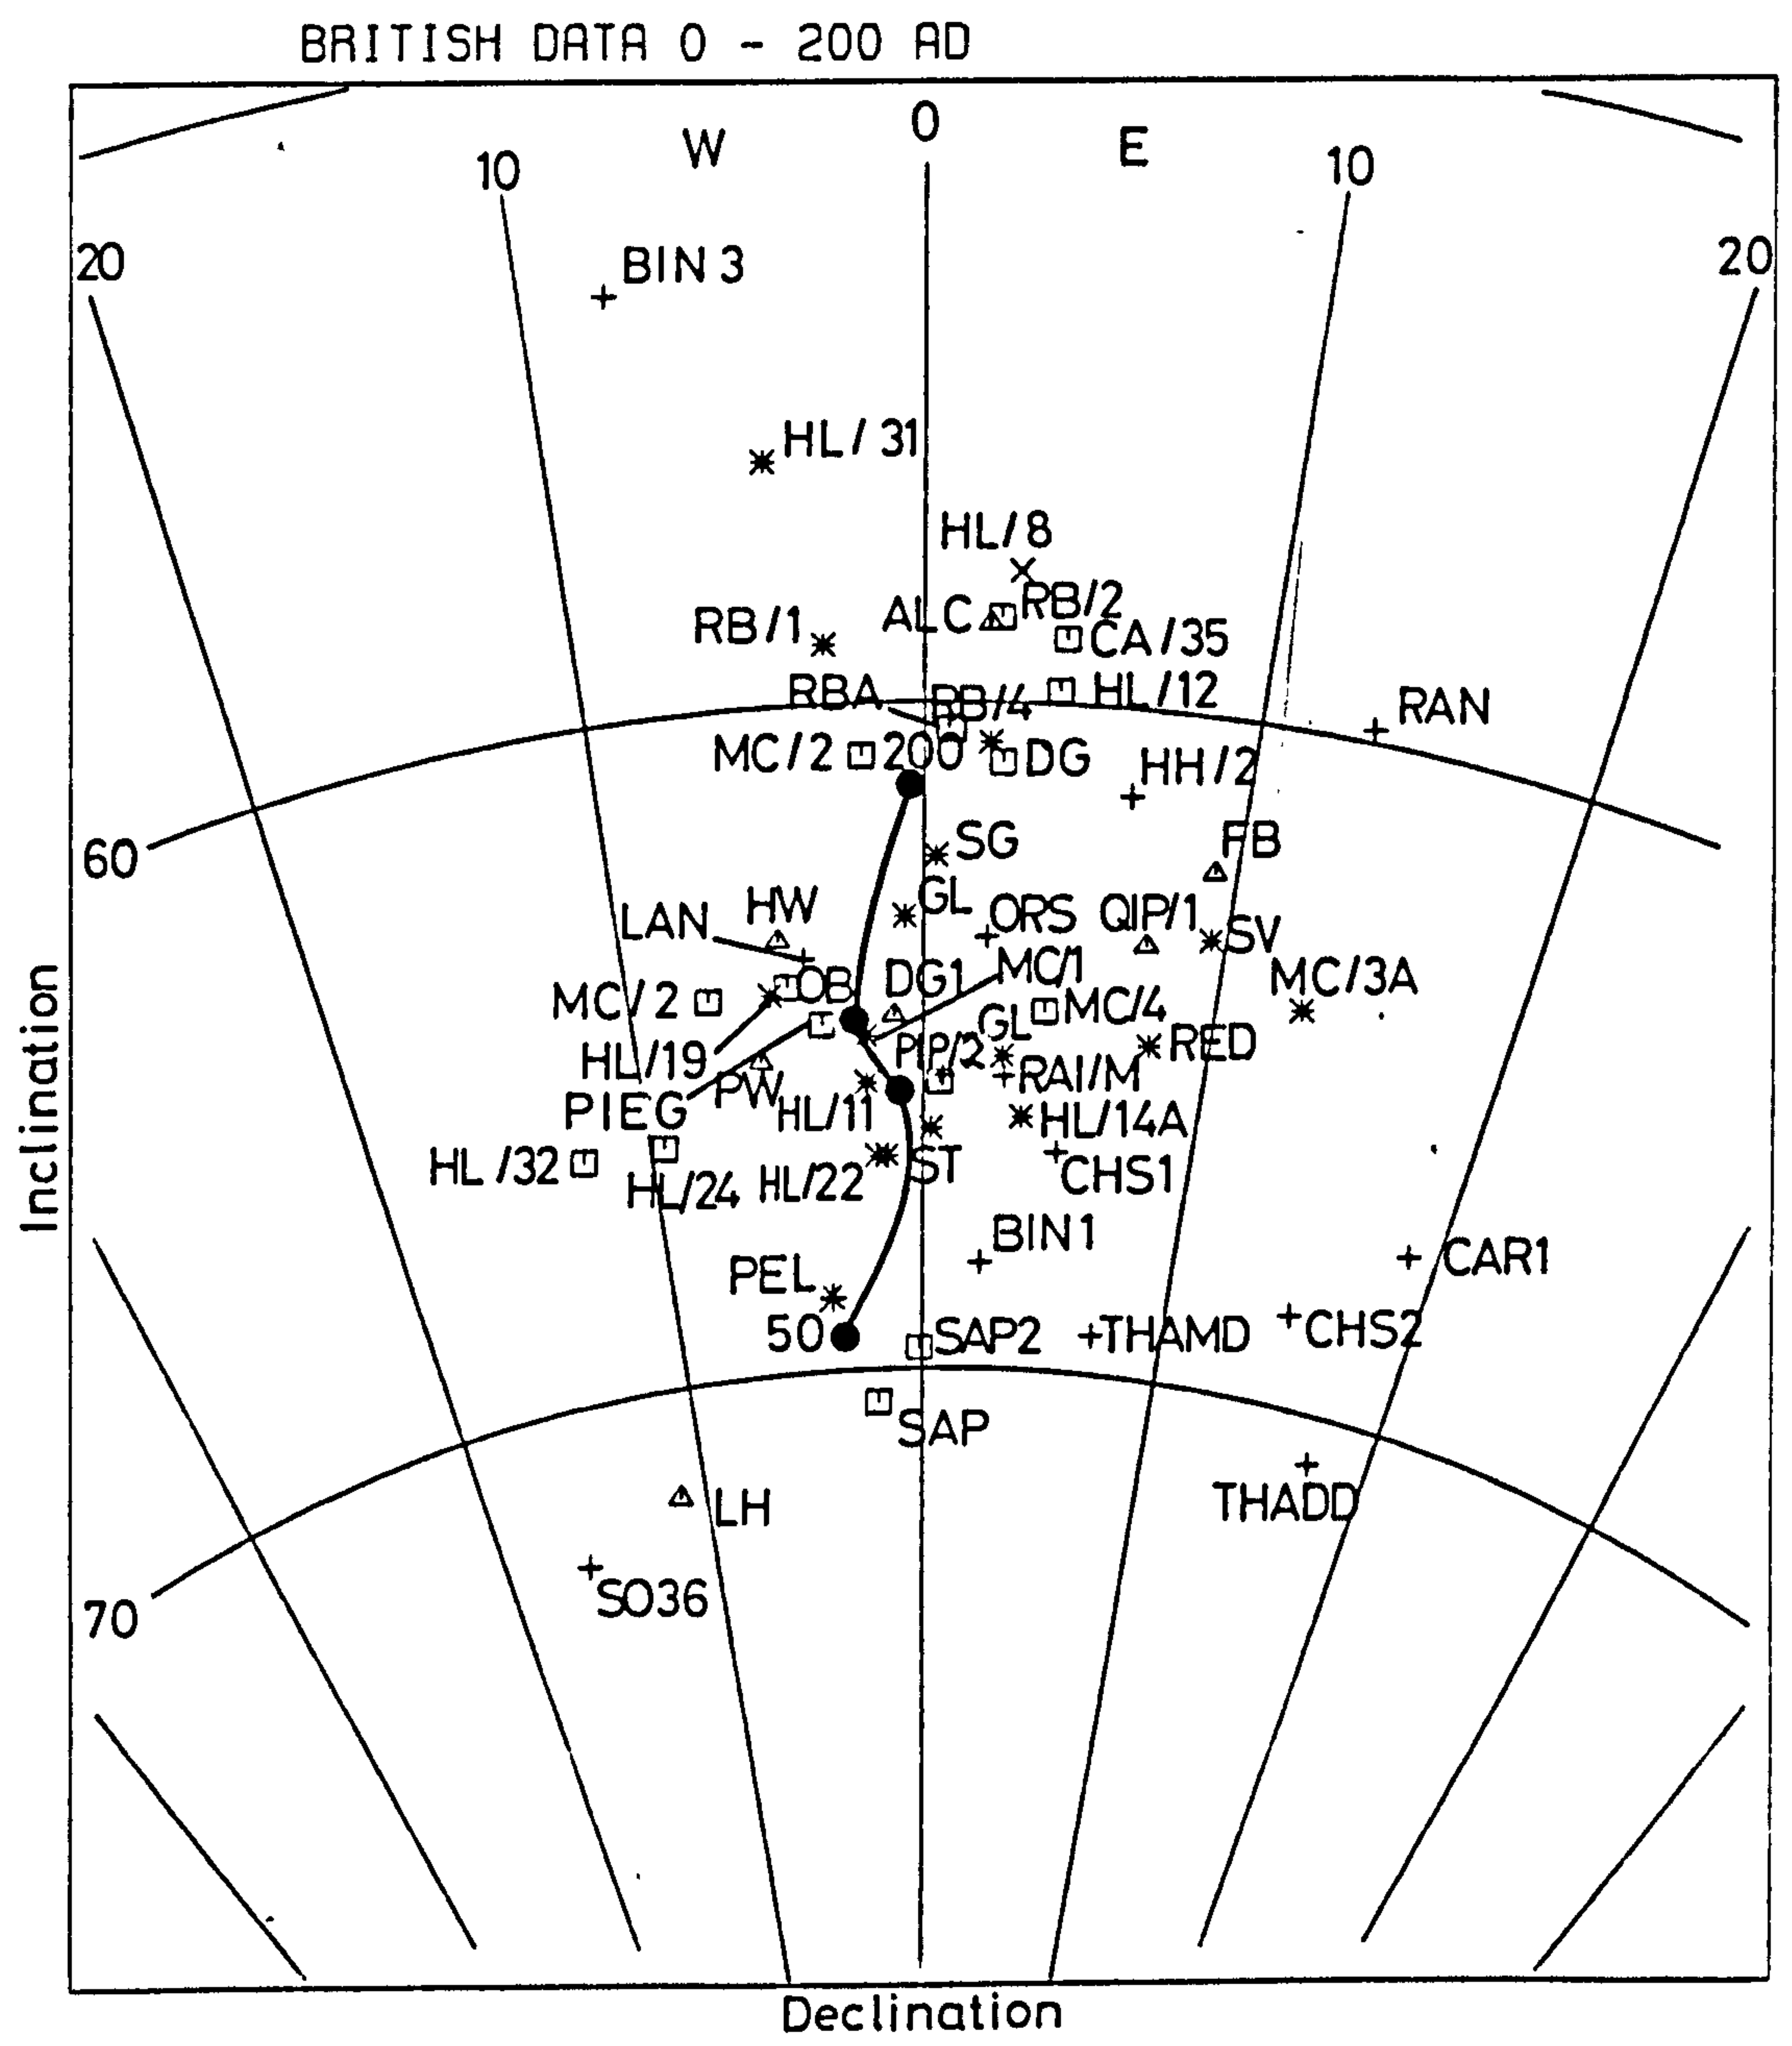 BRITISH DATA 0 - 200 AD
0
W
E
10
10
20
20
BIN 3
HL/31
HL/8
RB/2
ALC
RB/1
CA/35
RBA
RB/4
HL/12
RAN
MC/2
200
DG
HH/2
SG
FB
60
HW
GL
ORS
QIP/1
LAN
SV
MC/1
OB
DG1
MC/3A
MC/2
MC/4
GL
RED
HL/19
RAI/M
PW
PIEG
HL/11
HL/14A
ST
HL/32
HL/24
HL/22
CHS1
BIN1
CAR1
PEL
50
SAP2
THAMD
CHS2
SAP
LH
THADD
SO36
70
Inclination
Declination